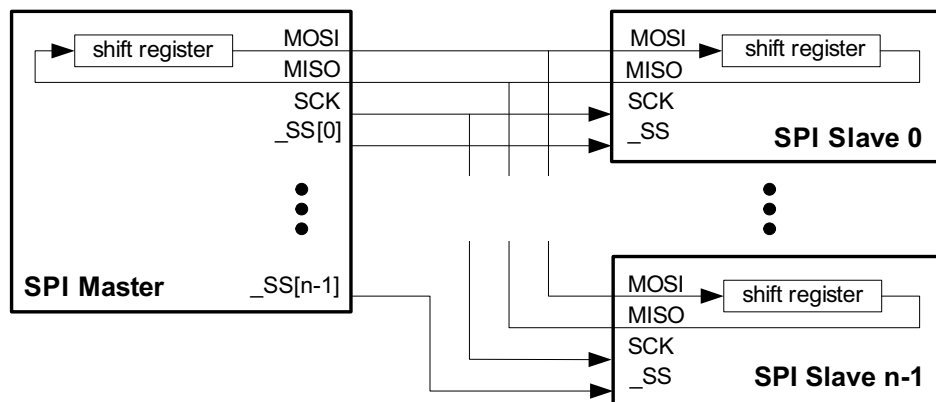 shift register
MOSI
MISO
SCK
_SS[0]
_SS[n-1]
SPI Master
MOSI
shift register
MISO
SCK
_SS
SPI Slave 0
MOSI
shift register
MISO
SCK
_SS
SPI Slave n-1